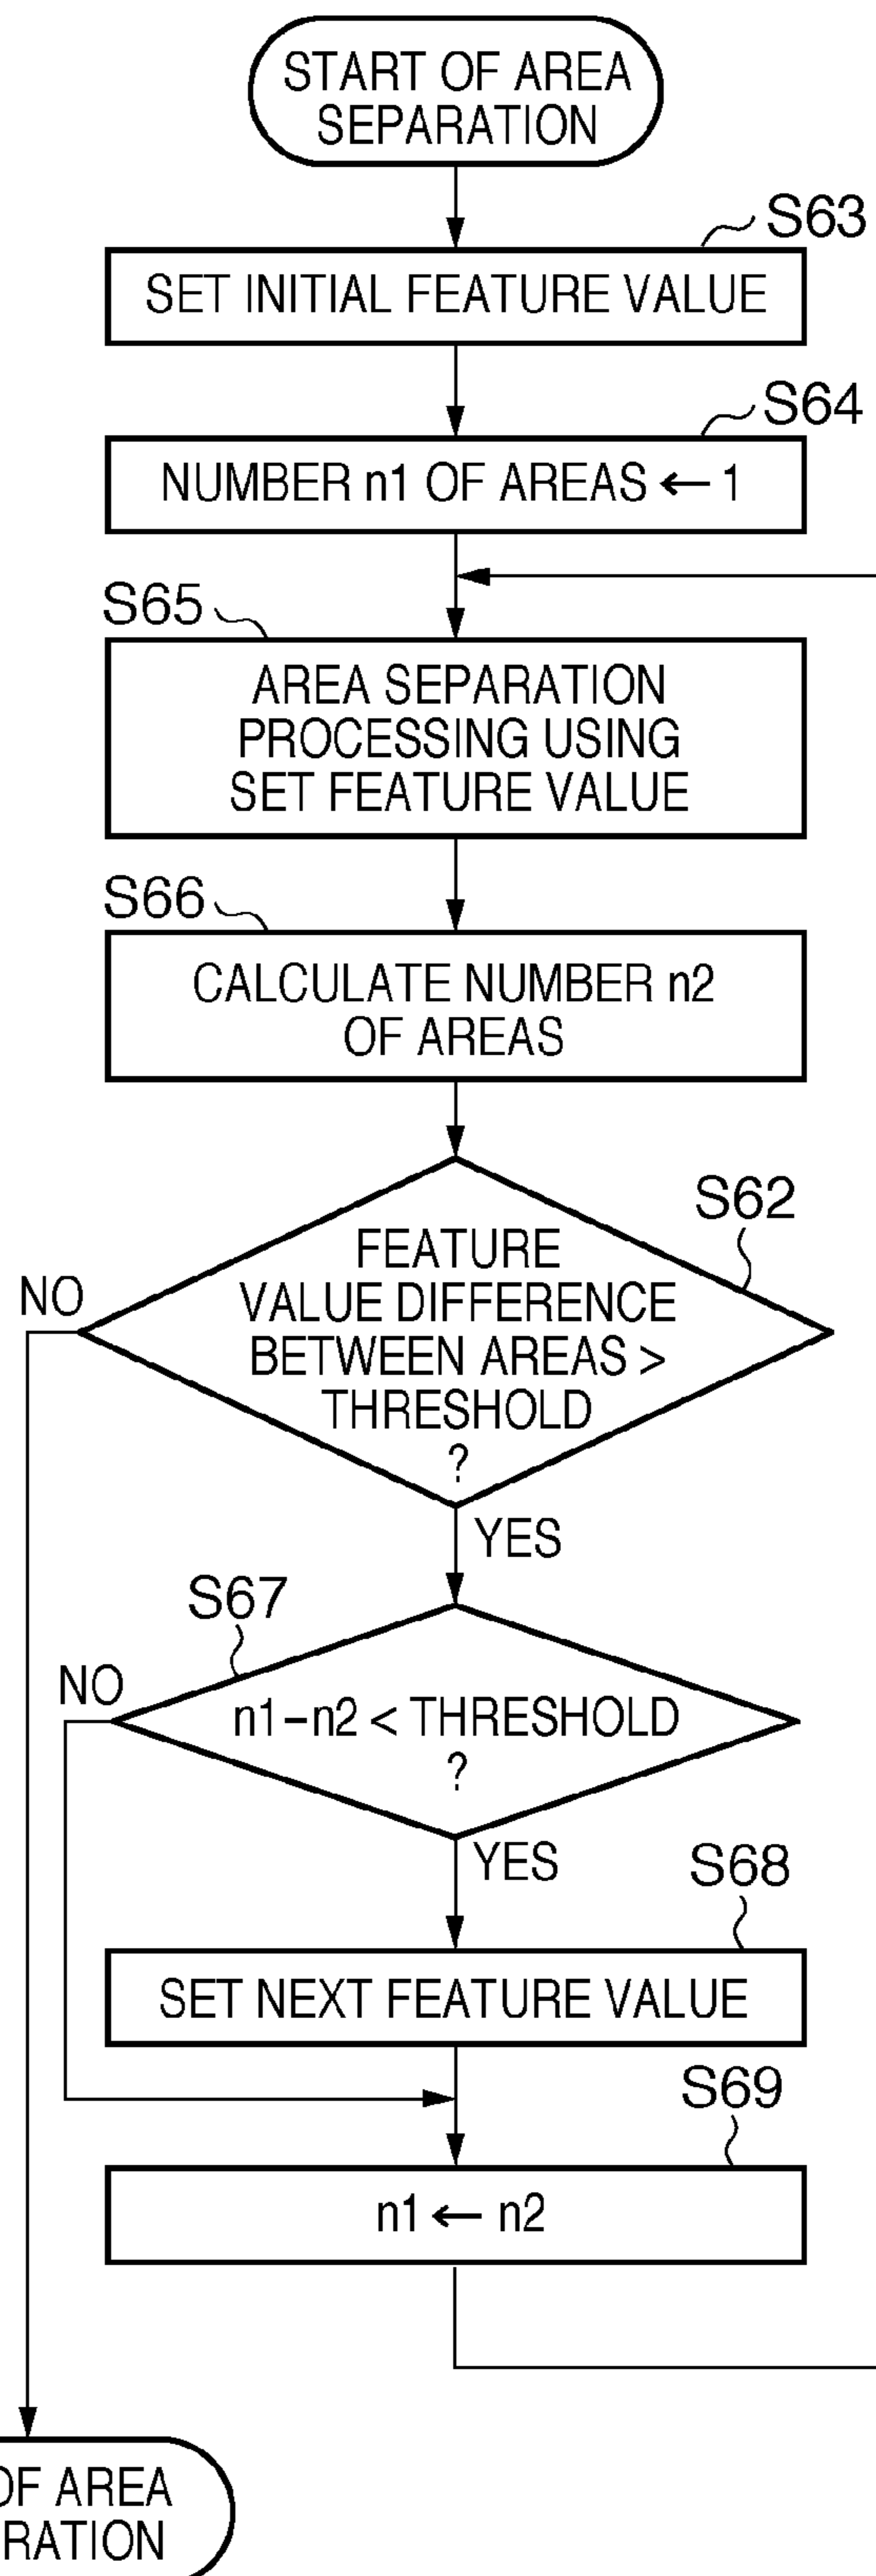 START OF AREA
SEPARATION
S63
SET INITIAL FEATURE VALUE
S64
NUMBER n1 OF AREAS ← 1
S65
AREA SEPARATION
PROCESSING USING
SET FEATURE VALUE
S66
CALCULATE NUMBER n2
OF AREAS
S62
NO
FEATURE
VALUE DIFFERENCE
BETWEEN AREAS >
THRESHOLD
?
YES
S67
NO
n1−n2 < THRESHOLD
?
YES
S68
SET NEXT FEATURE VALUE
S69
n1 ← n2
OF AREA
RATION